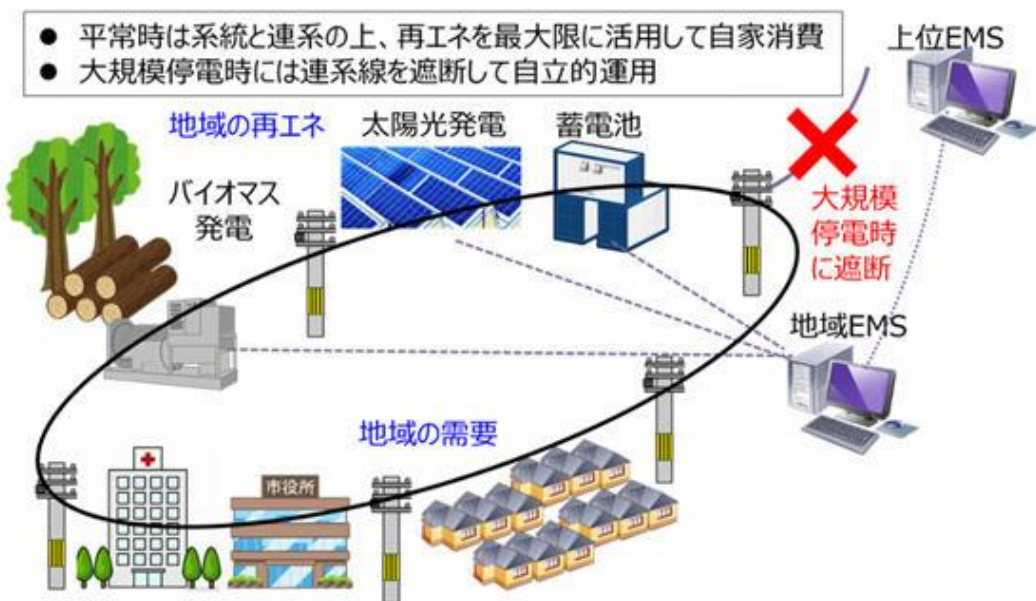 ● 平常時は系統と連系の上、再エネを最大限に活用して自家消費
● 大規模停電時には連系線を遮断して自立的運用
上位EMS
地域の再エネ
太陽光発電
蓄電池
バイオマス
発電
大規模
停電時
に遮断
地域EMS
地域の需要
市役所